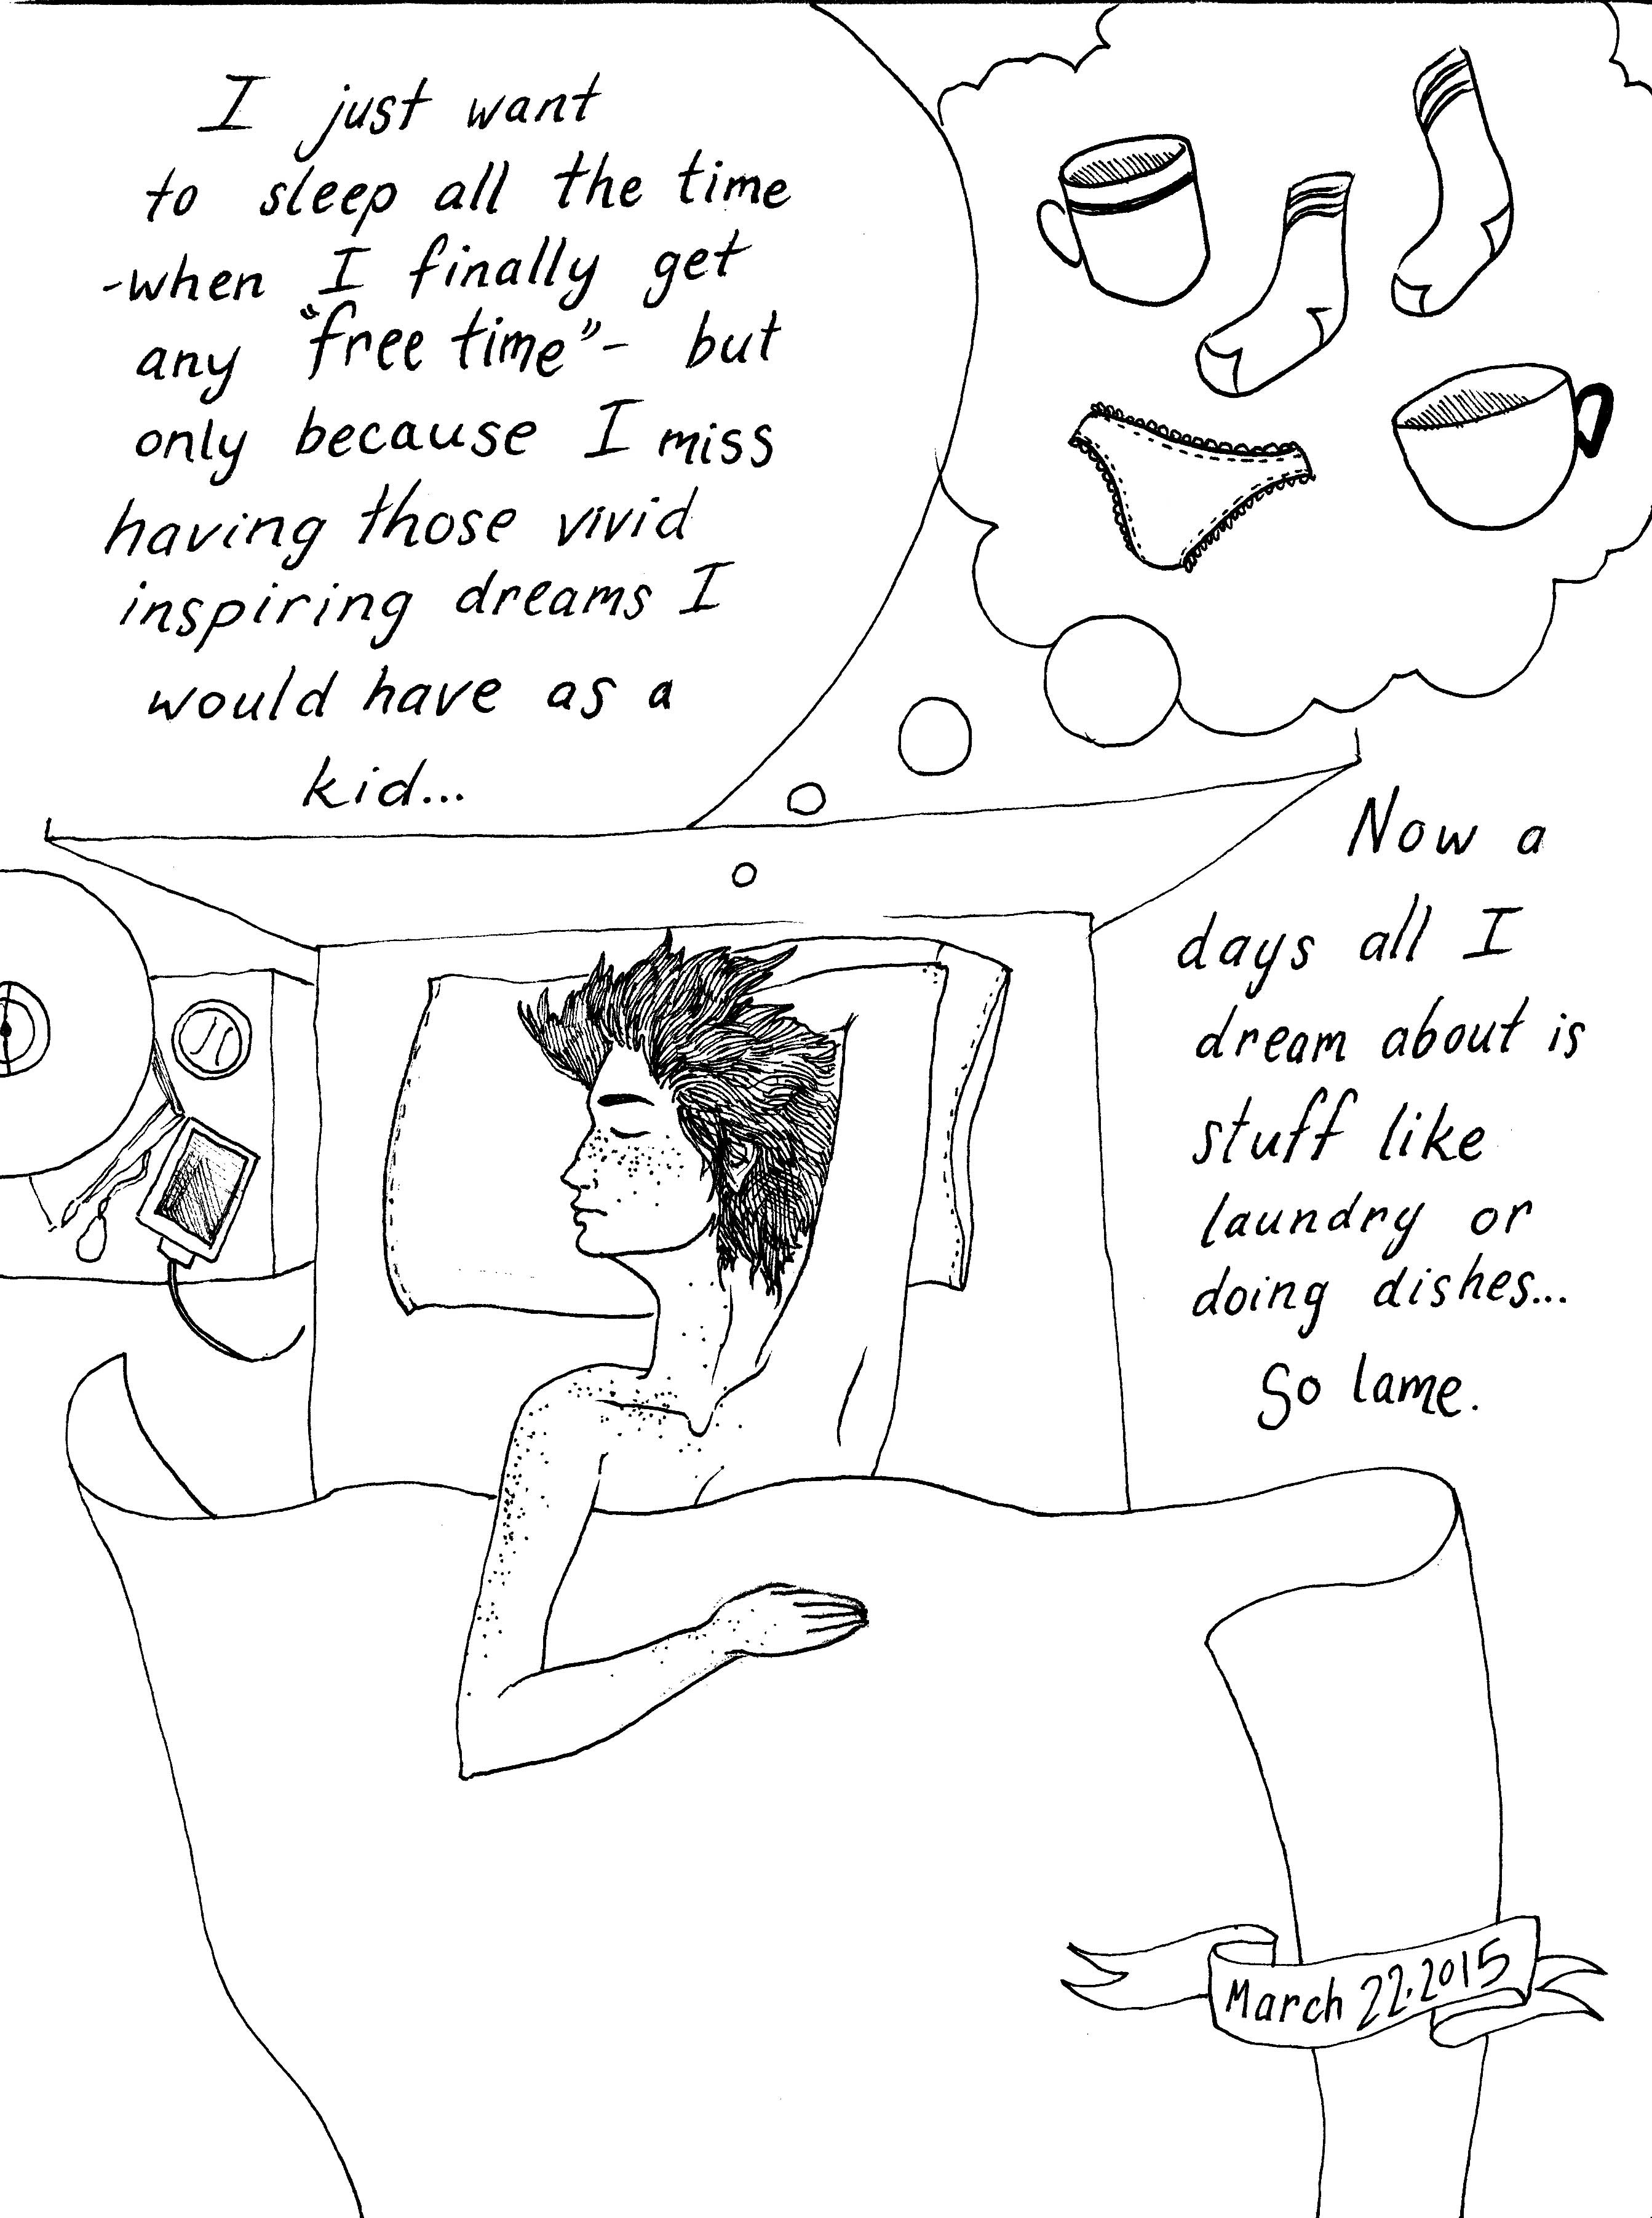 I just want
to sleep all the time
-when I finally get
any "free time"- but
only because I miss
having those vivid
inspiring dreams I
would have as a
kid...
Now a
days all I
dream about is
stuff like
laundry or
doing dishes...
So lame.
March 22.2015